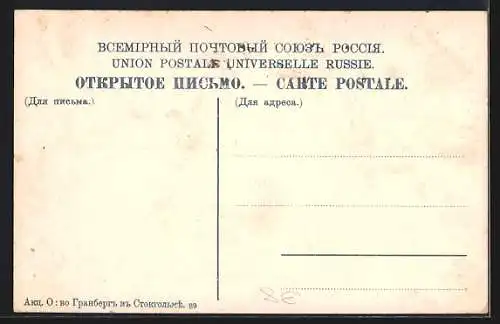 ВСЕМІРНЫЙ ПОЧТОВЫЙ СОЮЗЪ РОССІЯ.
UNION POSTALE UNIVERSELLE RUSSIE.
ОТКРЫТОЕ ПИСЬМО. — CARTE POSTALE.
(Для письма.)
(Для адреса.)
Акц. О: во Гранбергъ въ Стокгольмѣ. 89